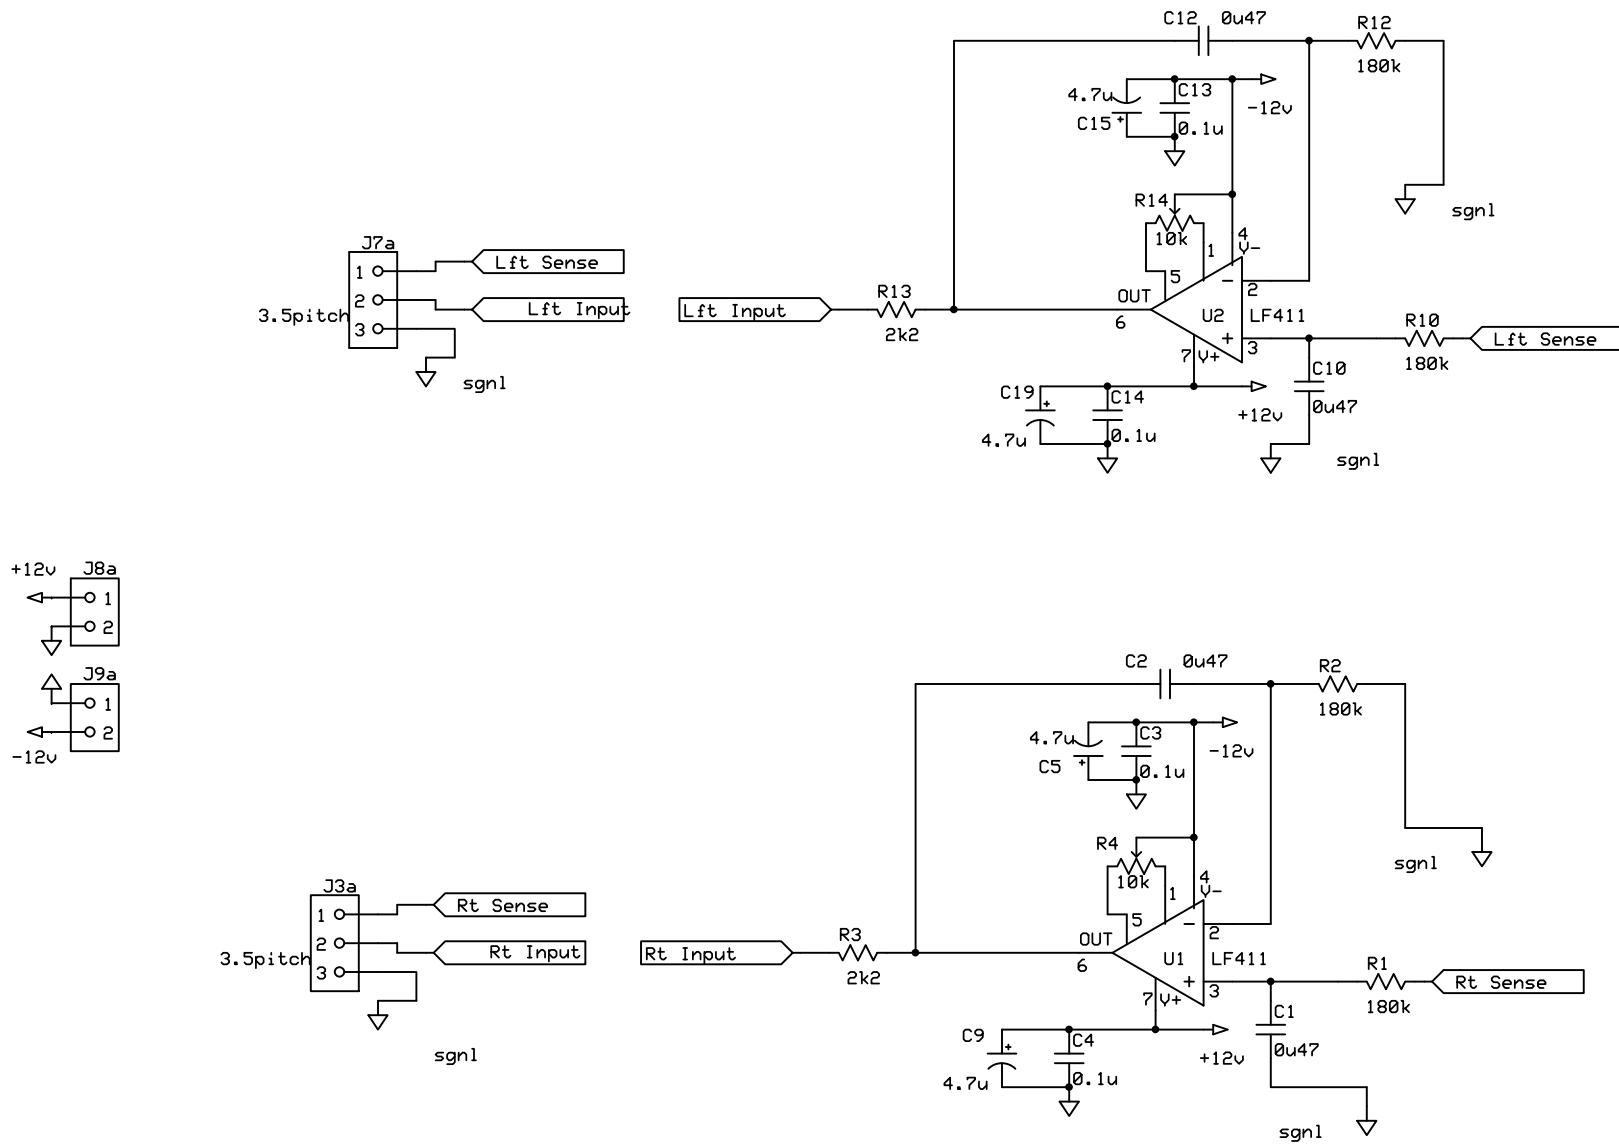 C12 0u47
R12
180k
4.7u
C13
-12v
C15
+
0.1u
R14
10k
sgnl
1
4
V-
5
J7a
1
Lft Sense
2
Lft Input
3.5pitch
3
sgnl
Lft Input
R13
2k2
OUT
6
U2
-
2
LF411
+
3
7
V+
R10
180k
Lft Sense
C10
0u47
C19
+
4.7u
C14
0.1u
+12v
sgnl
+12v
J8a
1
2
J9a
1
2
-12v
C2 0u47
R2
180k
4.7u
C3
-12v
C5
+
0.1u
R4
10k
sgnl
1
4
V-
5
J3a
1
Rt Sense
2
Rt Input
3.5pitch
3
sgnl
Rt Input
R3
2k2
OUT
6
U1
-
2
LF411
+
3
7
V+
R1
180k
Rt Sense
C1
0u47
C9
+
4.7u
C4
0.1u
+12v
sgnl